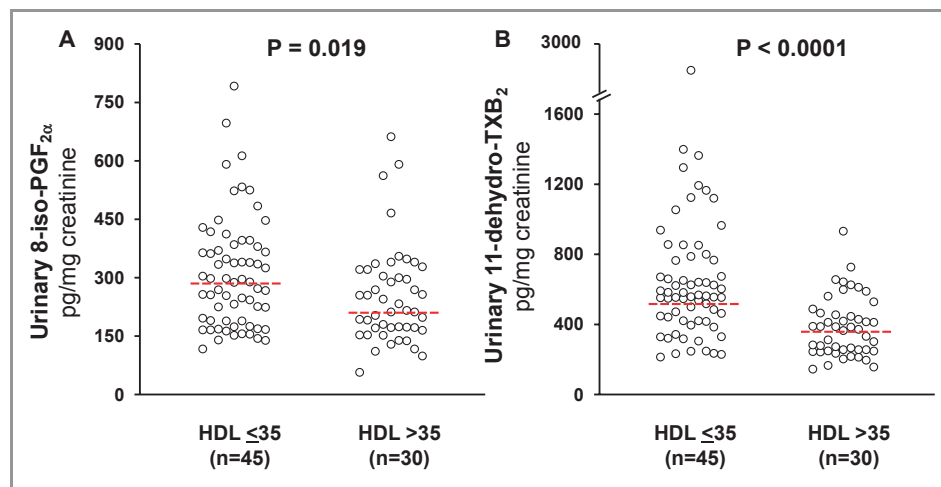 A
P = 0.019
Urinary 8-iso-PGF2α
pg/mg creatinine
900
750
600
450
300
150
0
HDL ≤35
(n=45)
HDL >35
(n=30)
B
P < 0.0001
Urinary 11-dehydro-TXB2
pg/mg creatinine
3000
1600
1200
800
400
0
HDL ≤35
(n=45)
HDL >35
(n=30)